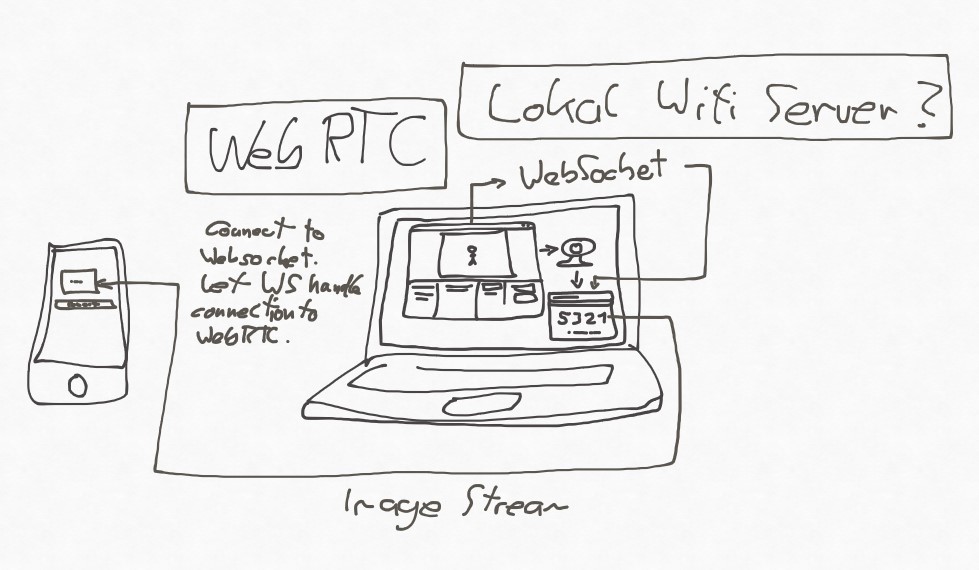 Lokal Wifi Server?
WebRTC
WebSocket
Connect to
Websocket.
Let WS handle
connection to
WebRTC.
5321
Image Stream